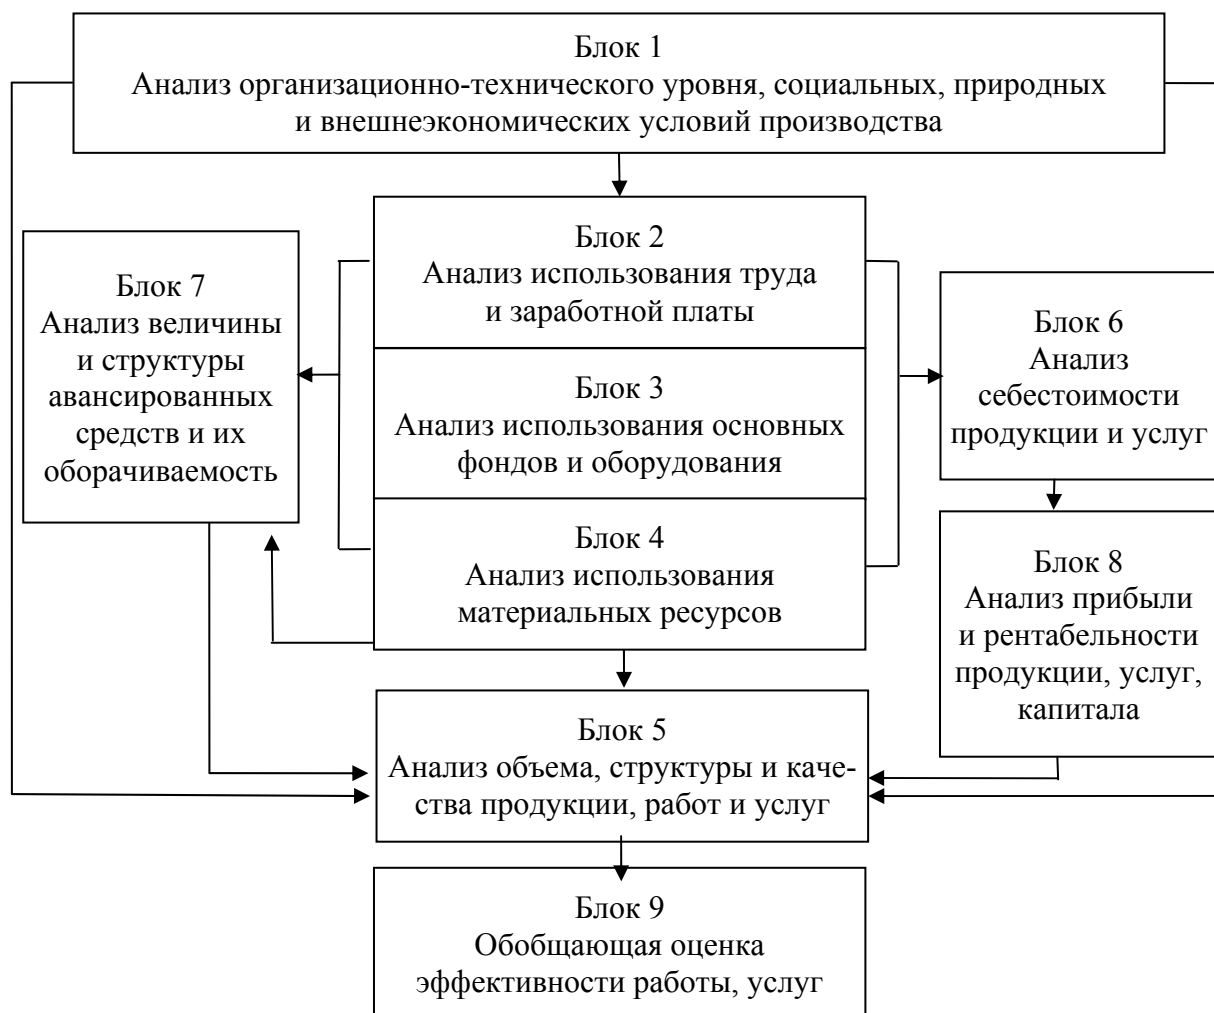 Блок 1
Анализ организационно-технического уровня, социальных, природных
и внешнеэкономических условий производства
Блок 2
Анализ использования труда
и заработной платы
Блок 7
Анализ величины
и структуры
авансированных
средств и их
оборачиваемость
Блок 3
Анализ использования основных
фондов и оборудования
Блок 6
Анализ
себестоимости
продукции и услуг
Блок 4
Анализ использования
материальных ресурсов
Блок 8
Анализ прибыли
и рентабельности
продукции, услуг,
капитала
Блок 5
Анализ объема, структуры и каче-
ства продукции, работ и услуг
Блок 9
Обобщающая оценка
эффективности работы, услуг